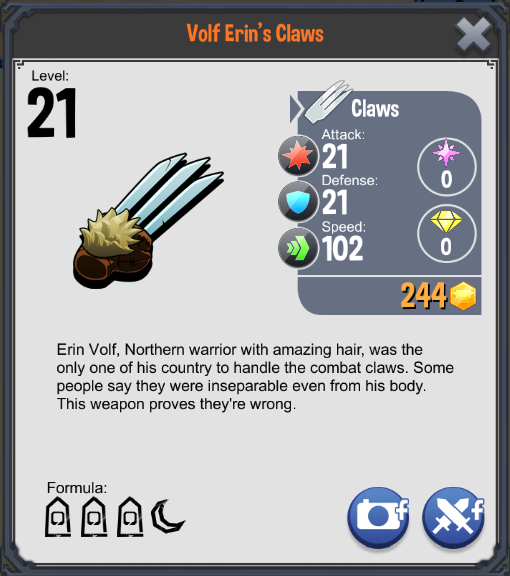 Volf Erin's Claws
Level:
21
Claws
Attack:
21
Defense:
21
Speed:
102
0
0
244
Erin Volf, Northern warrior with amazing hair, was the
only one of his country to handle the combat claws. Some
people say they were inseparable even from his body.
This weapon proves they're wrong.
Formula:
f
f